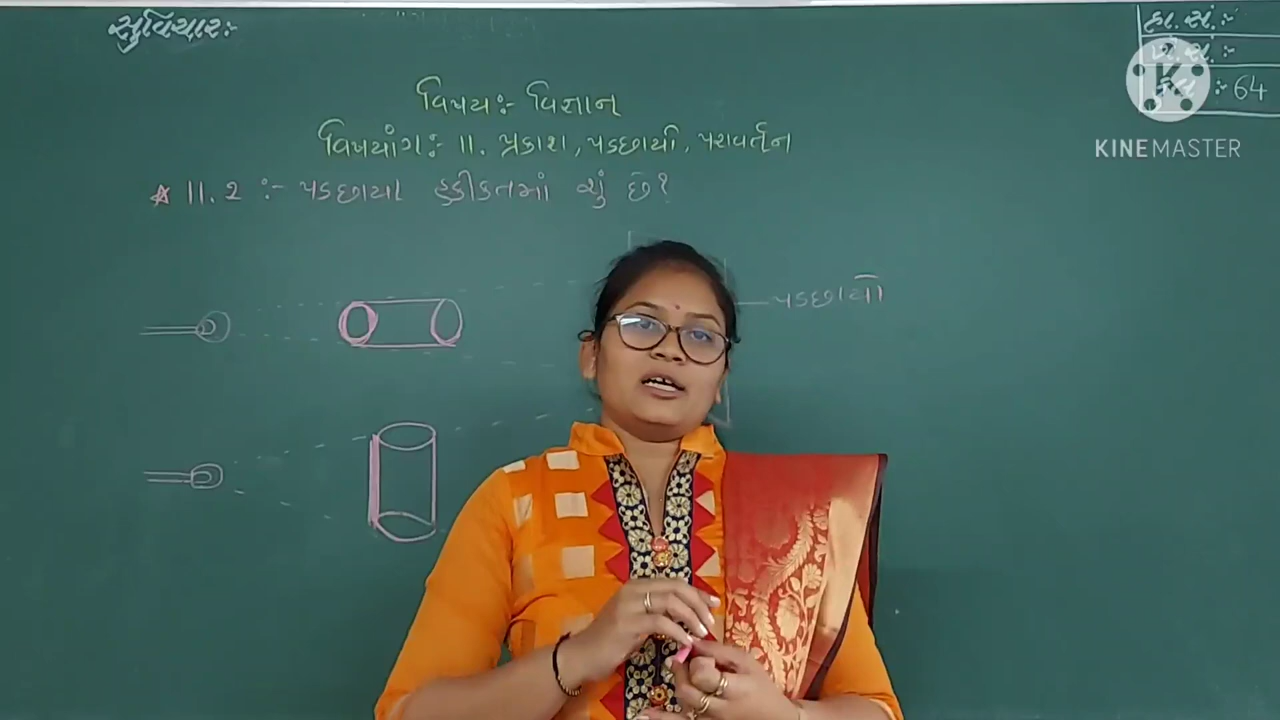 સુવિચાર:-
હા. સં. :-
: 64
KINEMASTER
વિષય:- વિજ્ઞાન
વિષયાંગ:- 11. પ્રકાશ, પડછાયો, પરાવર્તન
* 11.2 :- પડછાયા હકીકતમાં શું છે?
પડછાયો